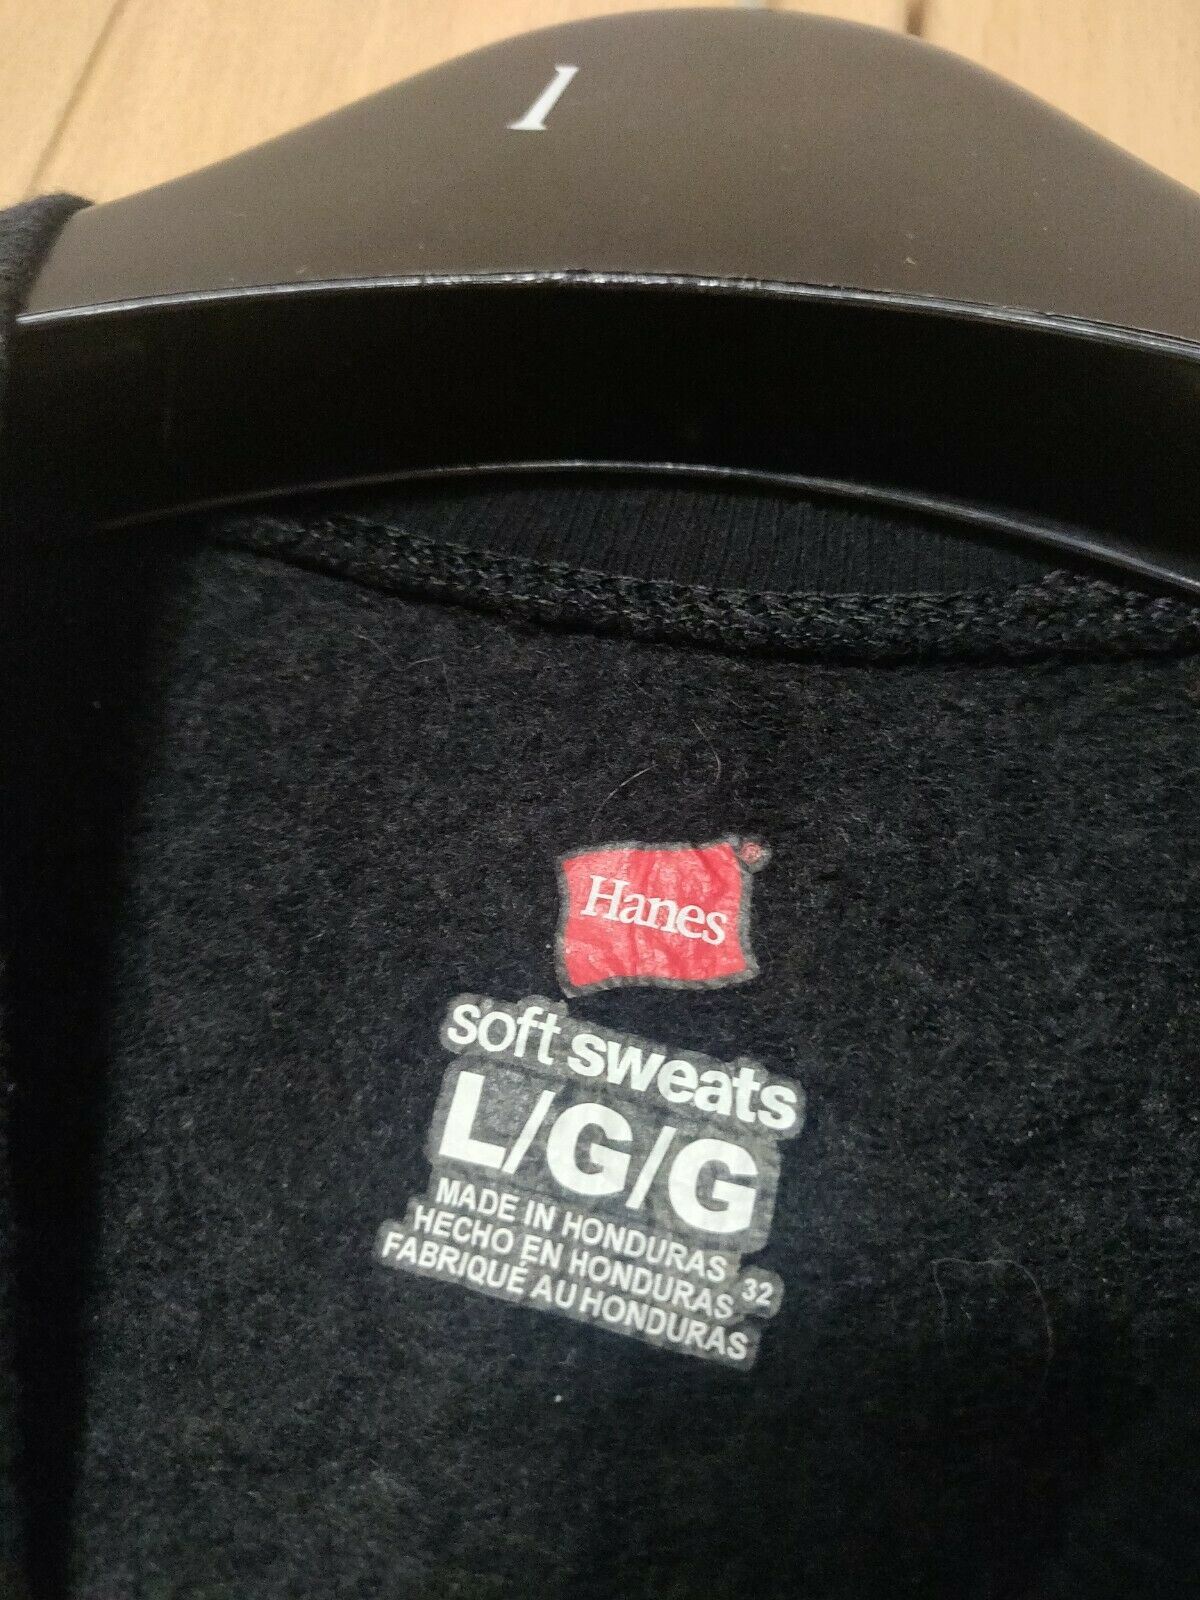 l
Hanes®
soft sweats
L/G/G
MADE IN HONDURAS
HECHO EN HONDURAS 32
FABRIQUÉ AU HONDURAS